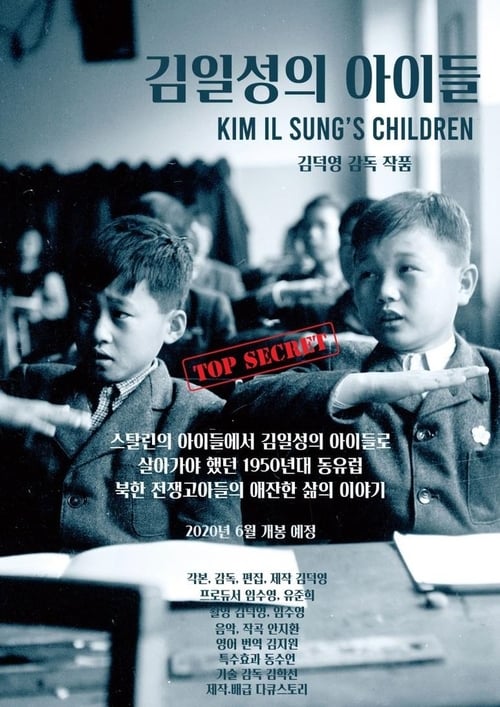 김일성의 아이들
KIM IL SUNG'S CHILDREN
김덕영 감독 작품
TOP SECRET
스탈린의 아이들에서 김일성의 아이들로
살아가야 했던 1950년대 동유럽
북한 전쟁고아들의 애잔한 삶의 이야기
2020년 6월 개봉 예정
각본, 감독, 편집, 제작 김덕영
프로듀서 임수영, 유준희
촬영 김덕영, 임수영
음악, 작곡 안지환
영어 번역 김지원
특수효과 동수언
기술 감독 김학선
제작.배급 다큐스토리